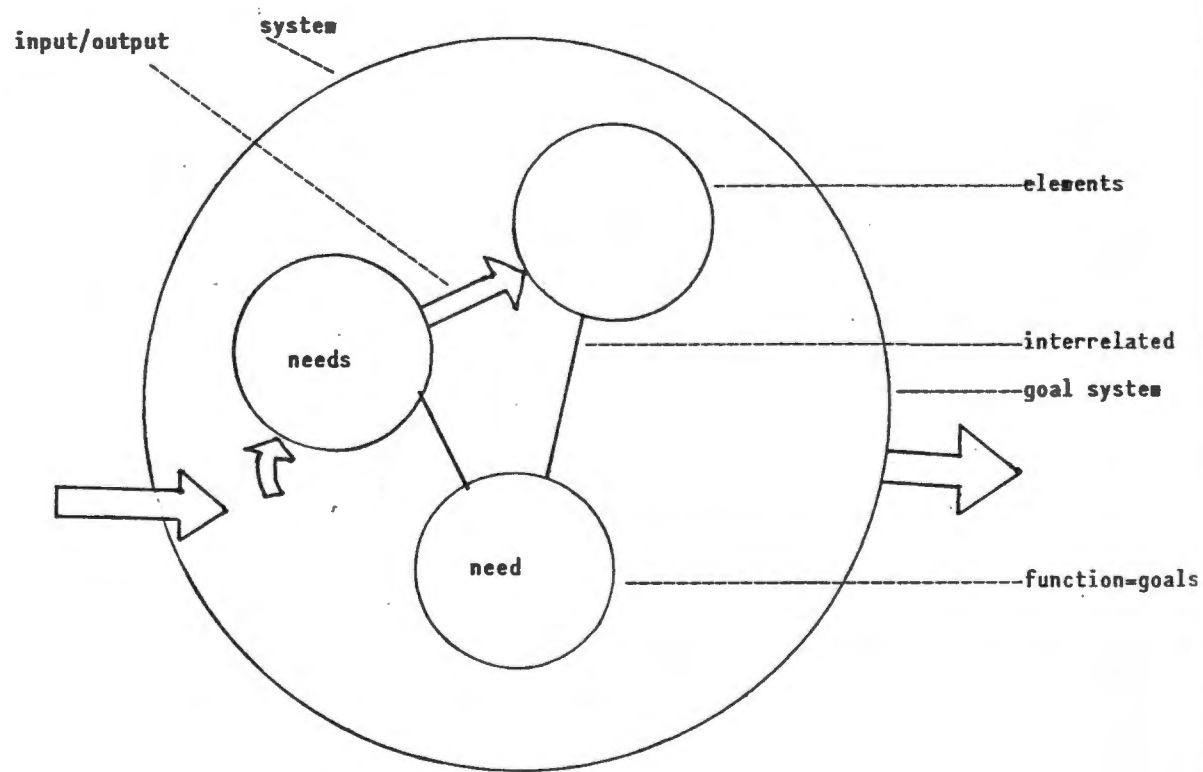 system
input/output
elements
interrelated
needs
goal system
need
function=goals